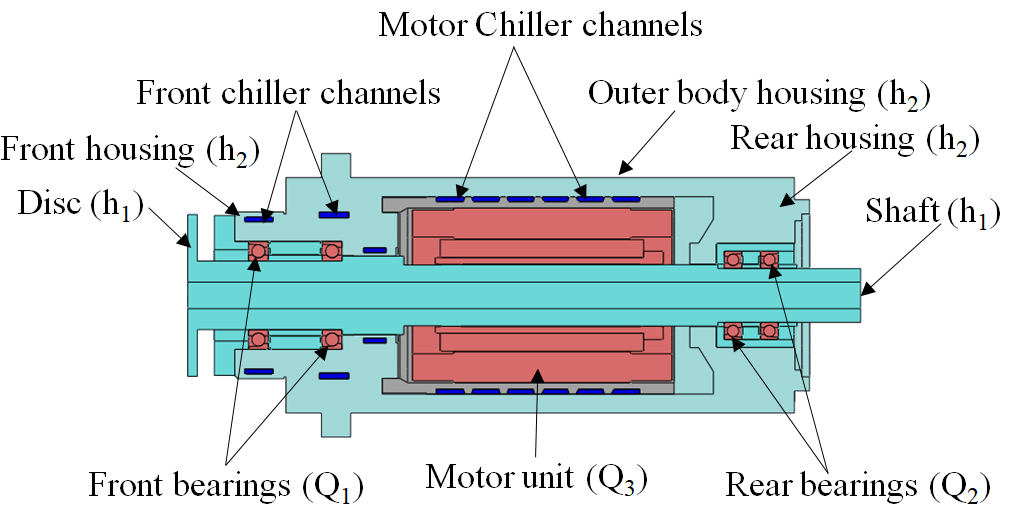 Motor Chiller channels
Front chiller channels
Outer body housing (h₂)
Front housing (h₂)
Rear housing (h₂)
Disc (h₁)
Shaft (h₁)
Front bearings (Q₁)
Motor unit (Q₃)
Rear bearings (Q₂)